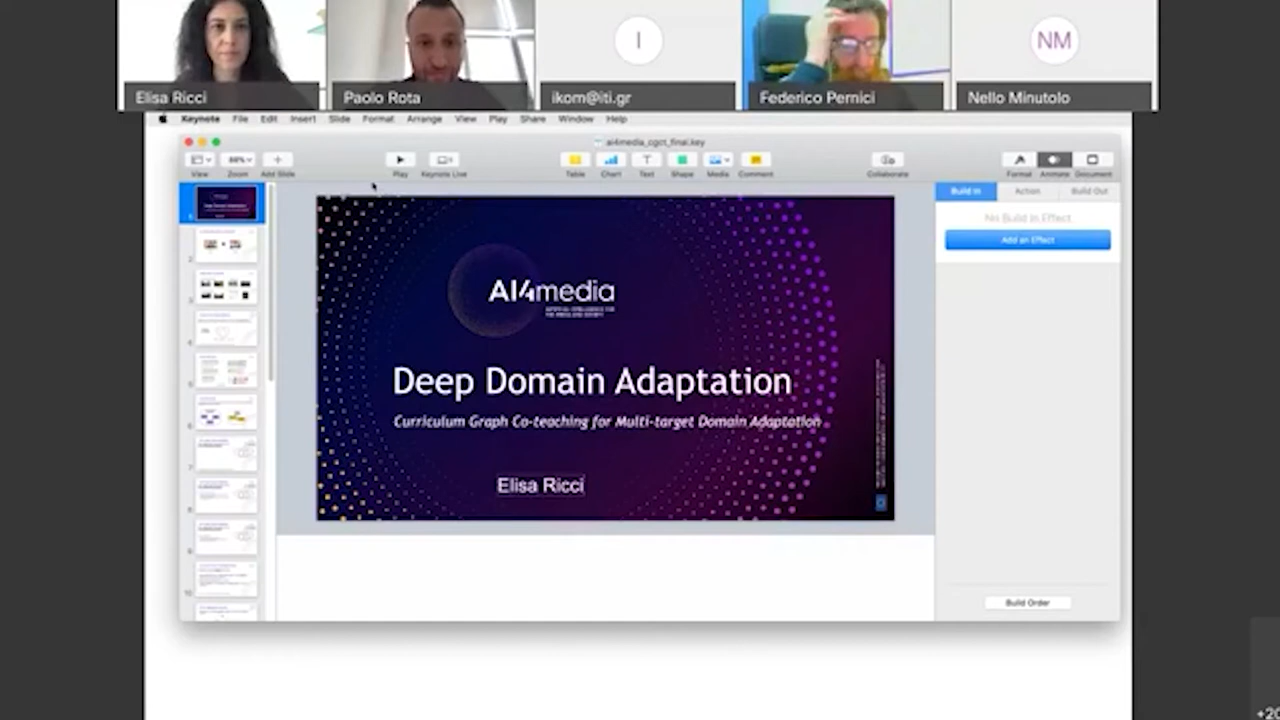 Elisa Ricci
Paolo Rota
I
ikom@iti.gr
Federico Pernici
NM
Nello Minutolo
Keynote File Edit Insert Slide Format Arrange View Play Share Window Help
ai4media_cgct_final.key
View Zoom Add Slide Play Keynote Live Table Chart Text Shape Media Comment Collaborate Format Animate Document
Build In Action Build Out
No Build In Effect
Add an Effect
AI4media
Deep Domain Adaptation
Curriculum Graph Co-teaching for Multi-target Domain Adaptation
Elisa Ricci
Build Order